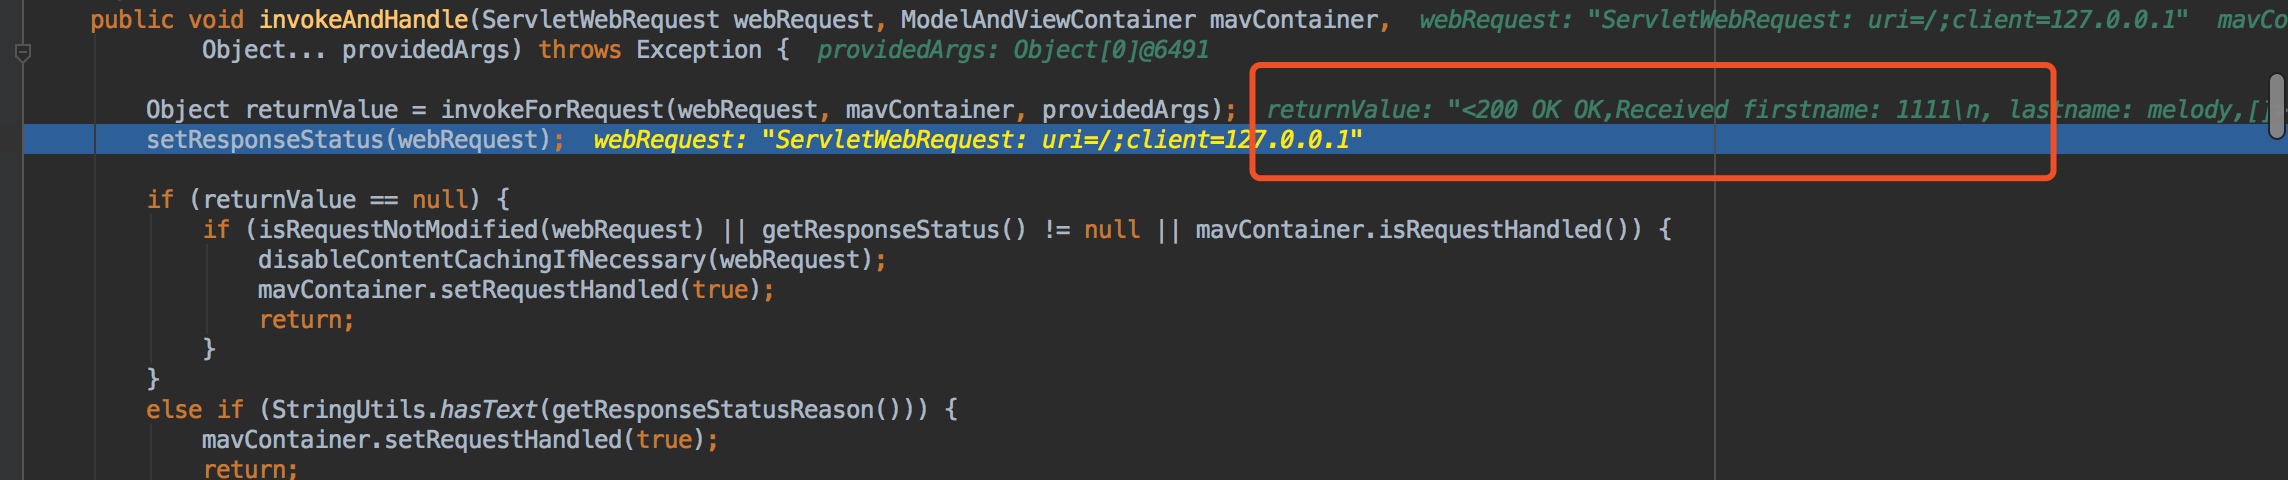 public void invokeAndHandle(ServletWebRequest webRequest, ModelAndViewContainer mavContainer,  webRequest: "ServletWebRequest: uri=/;client=127.0.0.1"  mavCo
Object... providedArgs) throws Exception {  providedArgs: Object[0]@6491
Object returnValue = invokeForRequest(webRequest, mavContainer, providedArgs);  returnValue: "<200 OK OK,Received firstname: 1111\n, lastname: melody,[]
setResponseStatus(webRequest);  webRequest: "ServletWebRequest: uri=/;client=127.0.0.1"
if (returnValue == null) {
if (isRequestNotModified(webRequest) || getResponseStatus() != null || mavContainer.isRequestHandled()) {
disableContentCachingIfNecessary(webRequest);
mavContainer.setRequestHandled(true);
return;
}
}
else if (StringUtils.hasText(getResponseStatusReason())) {
mavContainer.setRequestHandled(true);
return;